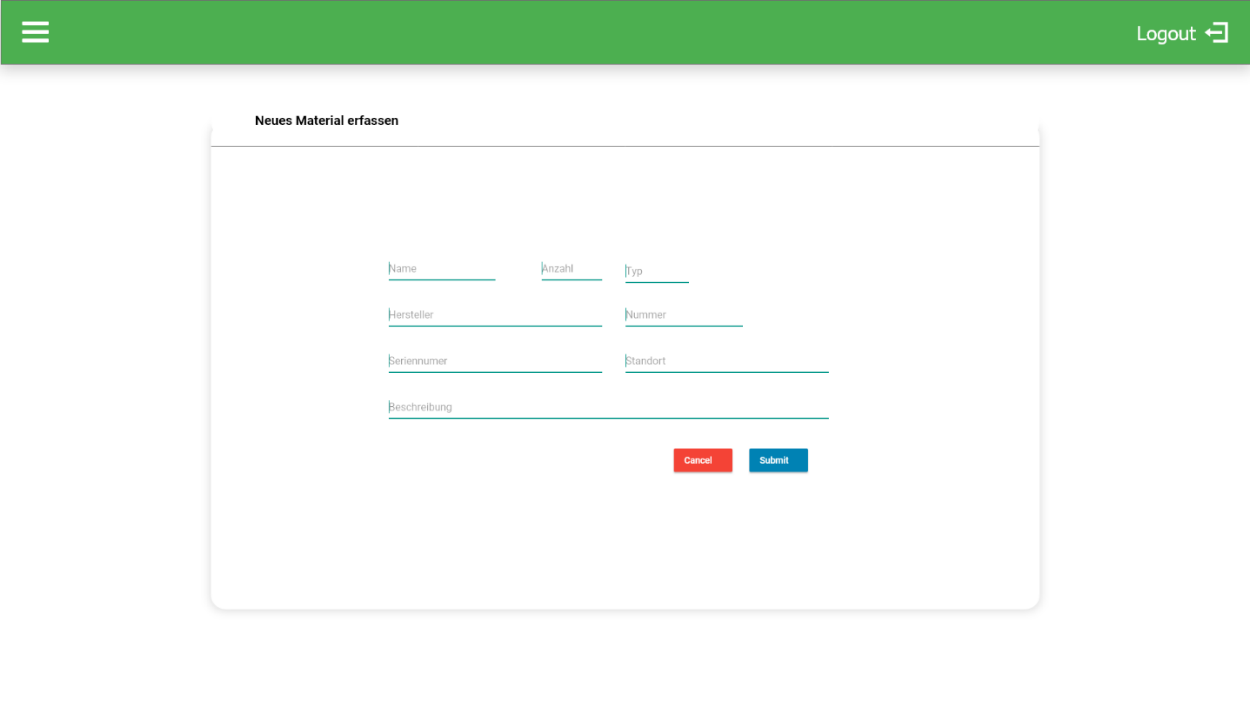 Logout
Neues Material erfassen
Name Anzahl Typ
Hersteller Nummer
Seriennumer Standort
Beschreibung
Cancel Submit